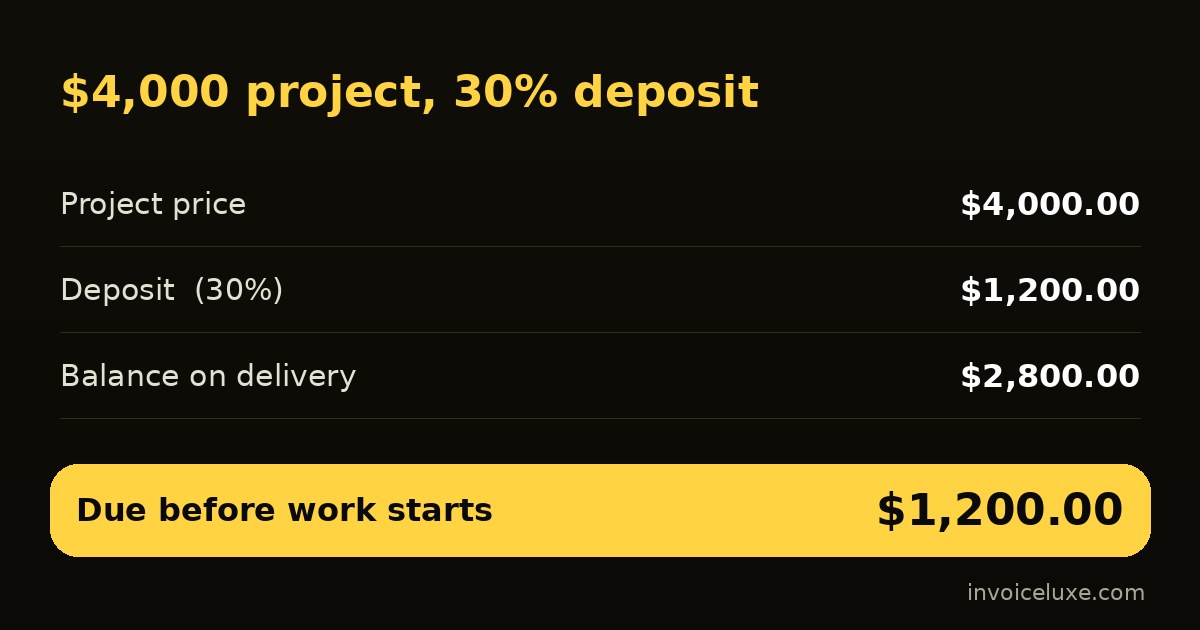 $4,000 project, 30% deposit
Project price $4,000.00
Deposit (30%) $1,200.00
Balance on delivery $2,800.00
Due before work starts $1,200.00
invoiceluxe.com